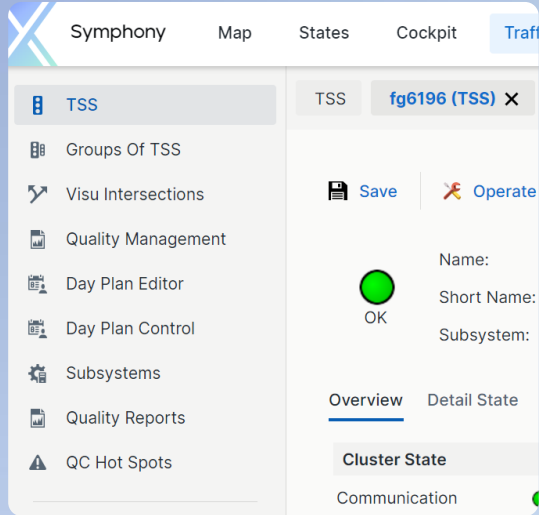 Symphony Map States Cockpit Traff
TSS
Groups Of TSS
Visu Intersections
Quality Management
Day Plan Editor
Day Plan Control
Subsystems
Quality Reports
QC Hot Spots
TSS fg6196 (TSS)
Save Operate
OK
Name:
Short Name:
Subsystem:
Overview Detail State
Cluster State
Communication